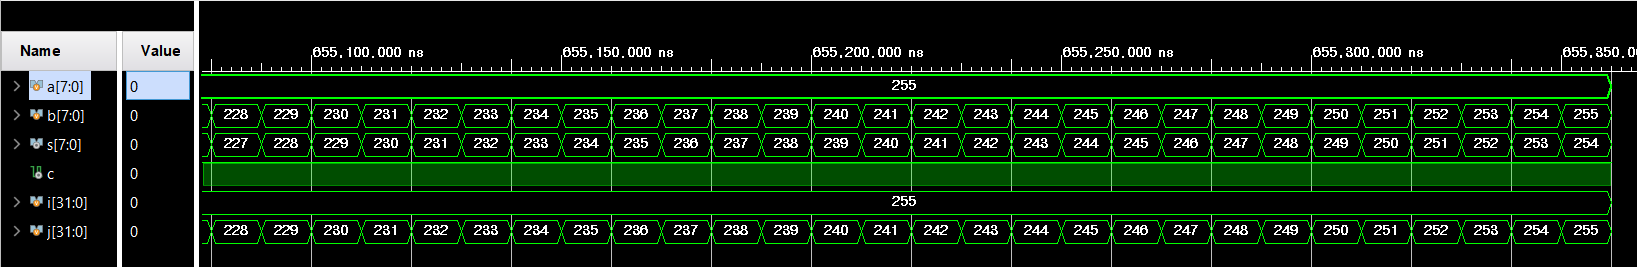 Name Value 655,100.000 ns 655,150.000 ns 655,200.000 ns 655,250.000 ns 655,300.000 ns 655,350.0
a[7:0] 0 255
b[7:0] 0 228 229 230 231 232 233 234 235 236 237 238 239 240 241 242 243 244 245 246 247 248 249 250 251 252 253 254 255
s[7:0] 0 227 228 229 230 231 232 233 234 235 236 237 238 239 240 241 242 243 244 245 246 247 248 249 250 251 252 253 254
c 0
i[31:0] 0 255
j[31:0] 0 228 229 230 231 232 233 234 235 236 237 238 239 240 241 242 243 244 245 246 247 248 249 250 251 252 253 254 255